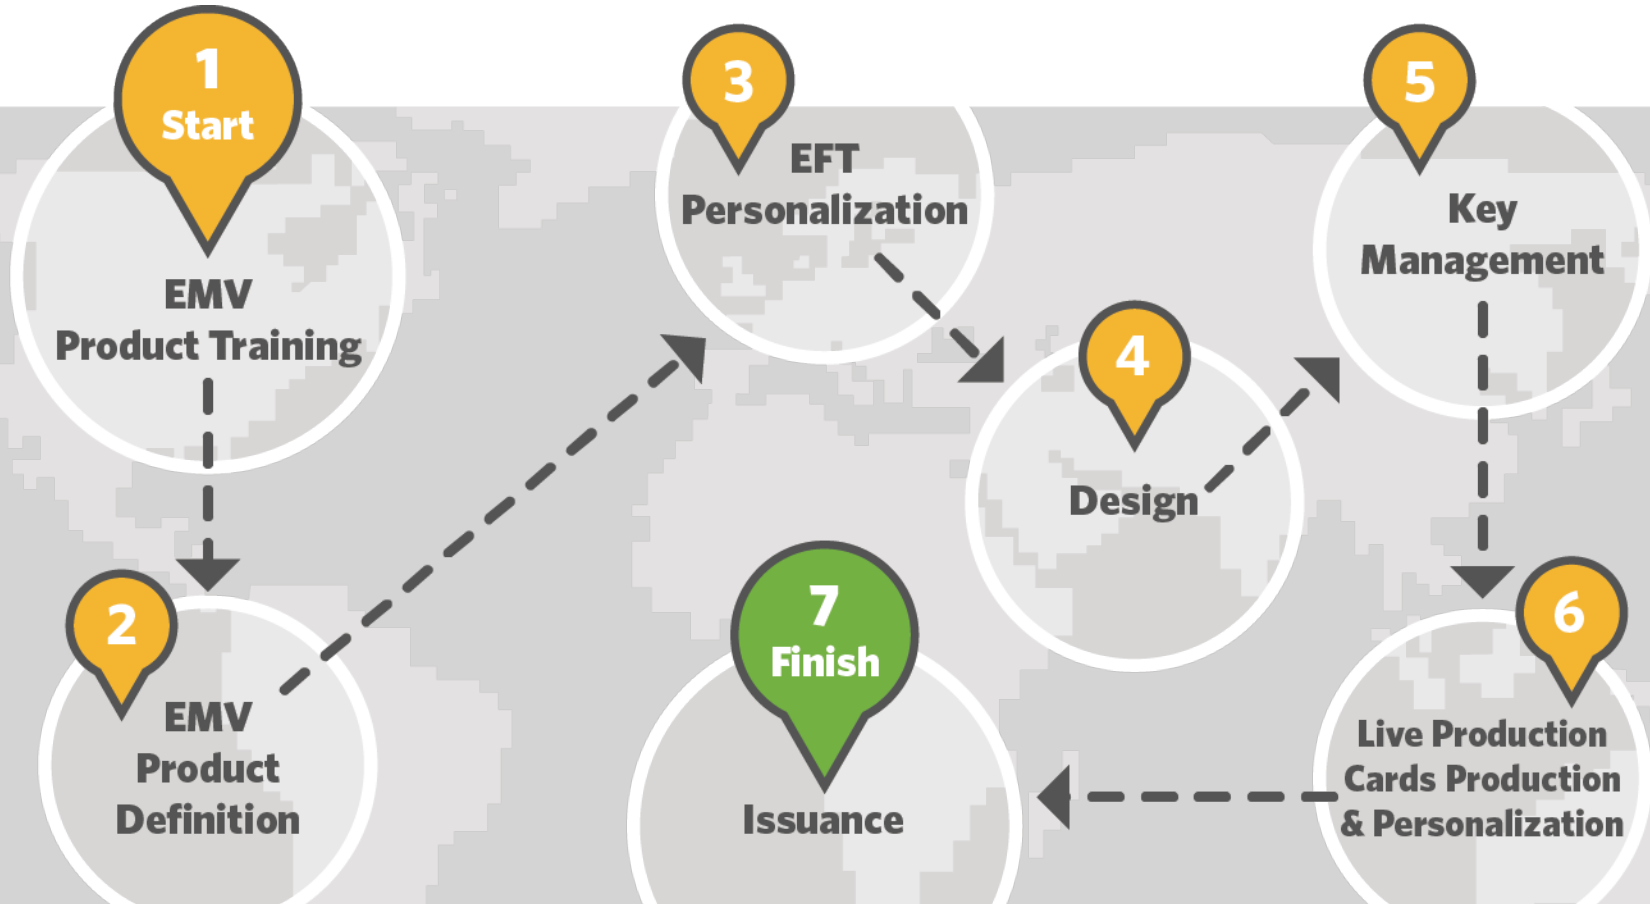 1
Start
EMV
Product Training
2
EMV
Product
Definition
3
EFT
Personalization
4
Design
5
Key
Management
6
Live Production
Cards Production
& Personalization
7
Finish
Issuance